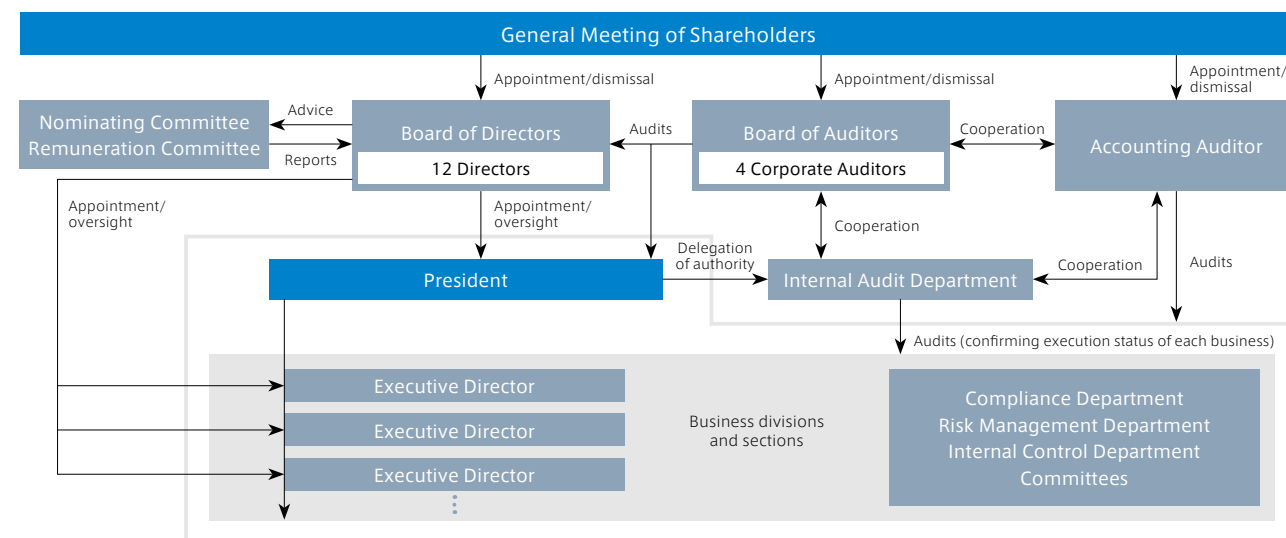 General Meeting of Shareholders
Appointment/dismissal
Appointment/dismissal
Appointment/
dismissal
Nominating Committee
Remuneration Committee
Advice
Reports
Board of Directors
12 Directors
Audits
Board of Auditors
4 Corporate Auditors
Cooperation
Accounting Auditor
Appointment/
oversight
Appointment/
oversight
Cooperation
Delegation
of authority
President
Internal Audit Department
Cooperation
Audits
Audits (confirming execution status of each business)
Executive Director
Executive Director
Executive Director
Business divisions
and sections
Compliance Department
Risk Management Department
Internal Control Department
Committees